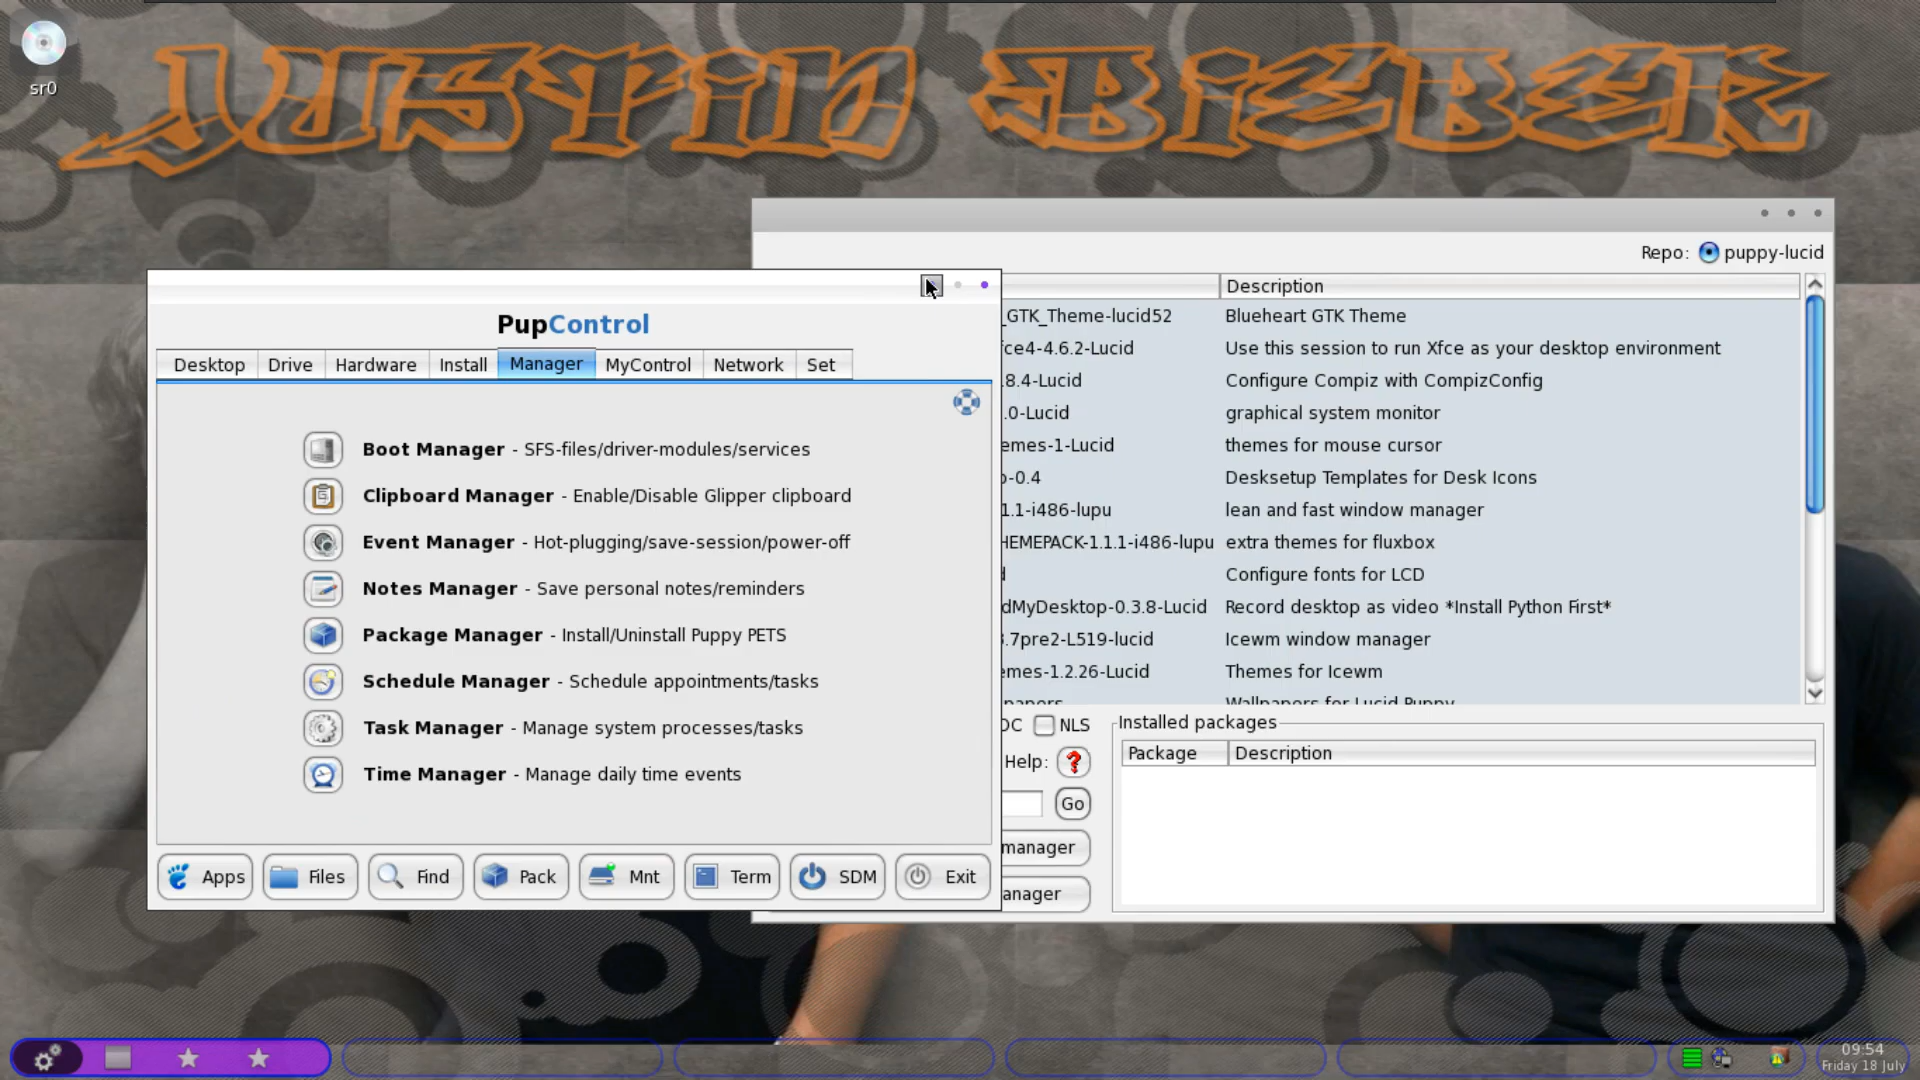 JUSTIN BIEBER
sr0
Repo: puppy-lucid
Description
_GTK_Theme-lucid52 Blueheart GTK Theme
fce4-4.6.2-Lucid Use this session to run Xfce as your desktop environment
.8.4-Lucid Configure Compiz with CompizConfig
.0-Lucid graphical system monitor
emes-1-Lucid themes for mouse cursor
-0.4 Desksetup Templates for Desk Icons
1.1-i486-lupu lean and fast window manager
HEMEPACK-1.1.1-i486-lupu extra themes for fluxbox
Configure fonts for LCD
dMyDesktop-0.3.8-Lucid Record desktop as video *Install Python First*
.7pre2-L519-lucid Icewm window manager
emes-1.2.26-Lucid Themes for Icewm
Wallpapers for Lucid Puppy
OC NLS
Help:
Go
manager
anager
Installed packages
Package Description
PupControl
Desktop Drive Hardware Install Manager MyControl Network Set
Boot Manager - SFS-files/driver-modules/services
Clipboard Manager - Enable/Disable Glipper clipboard
Event Manager - Hot-plugging/save-session/power-off
Notes Manager - Save personal notes/reminders
Package Manager - Install/Uninstall Puppy PETS
Schedule Manager - Schedule appointments/tasks
Task Manager - Manage system processes/tasks
Time Manager - Manage daily time events
Apps Files Find Pack Mnt Term SDM Exit
09:54
Friday 18 July